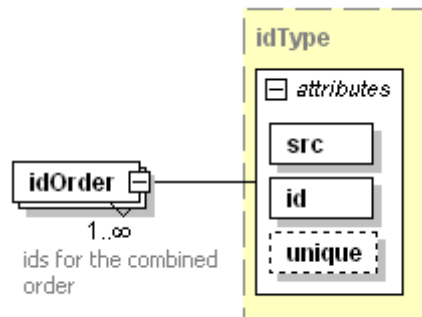 idType
attributes
src
id
unique
idOrder
1..∞
ids for the combined
order